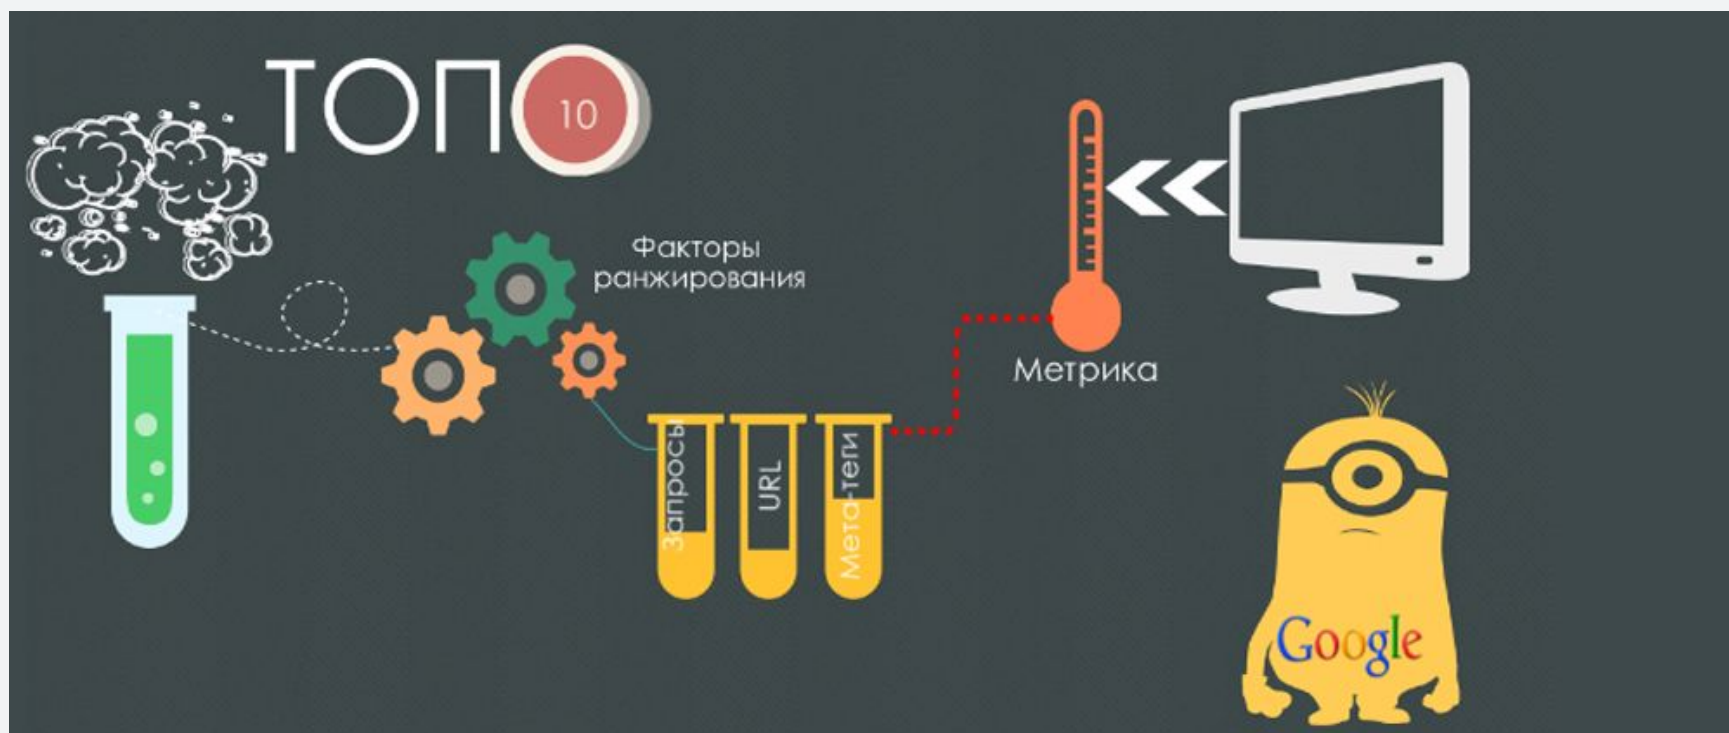 ТОП
10
Факторы
ранжирования
Запросы
URL
Мета-теги
Метрика
Google